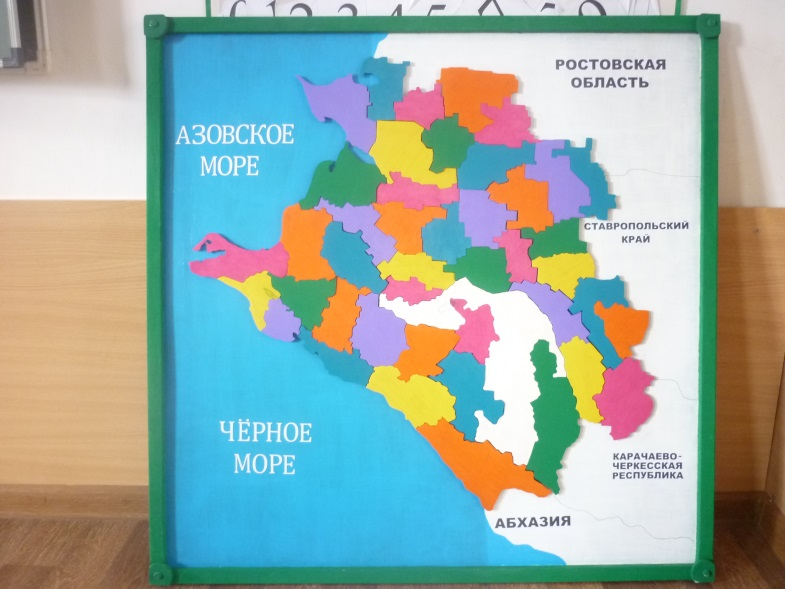 РОСТОВСКАЯ
ОБЛАСТЬ
АЗОВСКОЕ
МОРЕ
СТАВРОПОЛЬСКИЙ
КРАЙ
ЧЁРНОЕ
МОРЕ
КАРАЧАЕВО-
ЧЕРКЕССКАЯ
РЕСПУБЛИКА
АБХАЗИЯ